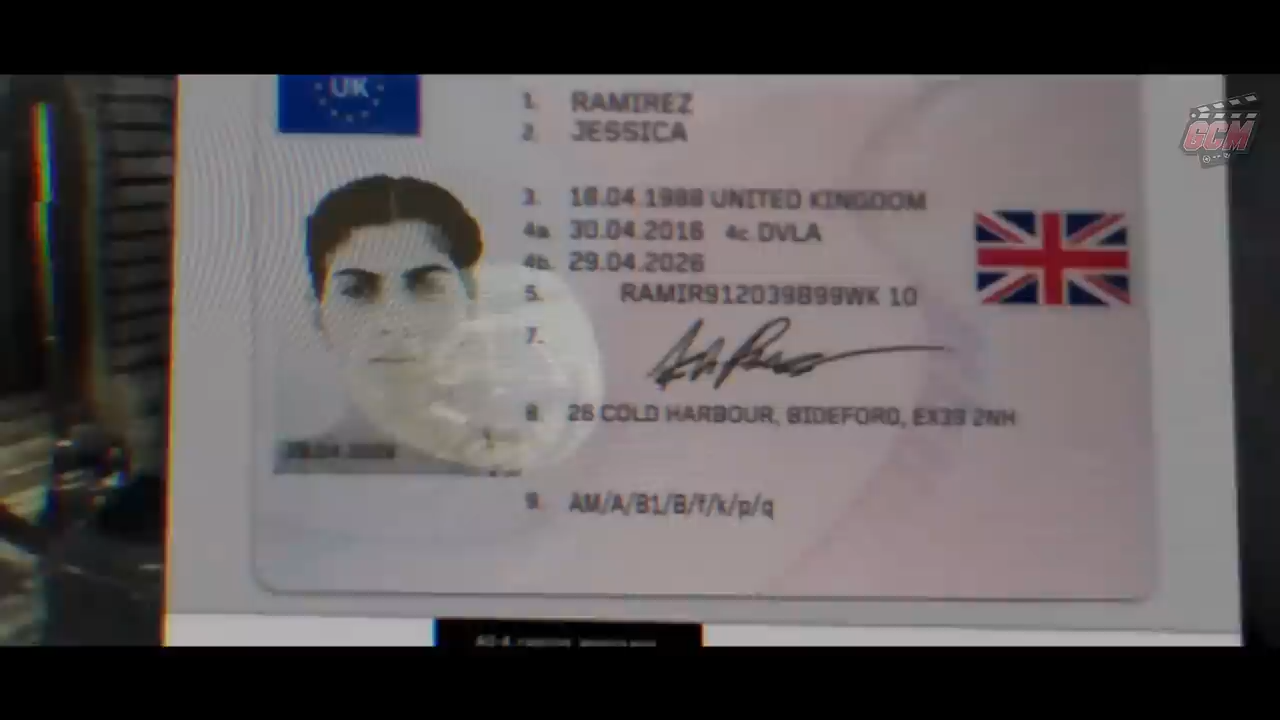 UK
GCM
1. RAMIREZ
2. JESSICA
3. 18.04.1988 UNITED KINGDOM
4a. 30.04.2016 4c. DVLA
4b. 29.04.2026
5. RAMIR912039899WK 10
7.
8. 26 COLD HARBOUR, BIDEFORD, EX39 2NH
9. AM/A/B1/B/f/k/p/q